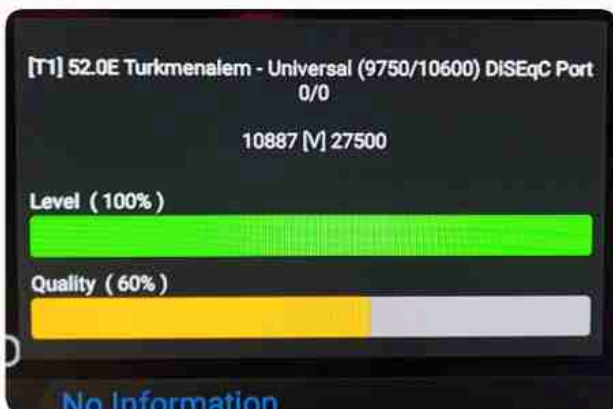 [T1] 52.0E Turkmenalem - Universal (9750/10600) DiSEqC Port
0/0
10887 [V] 27500
Level ( 100% )
Quality ( 60% )
No Information